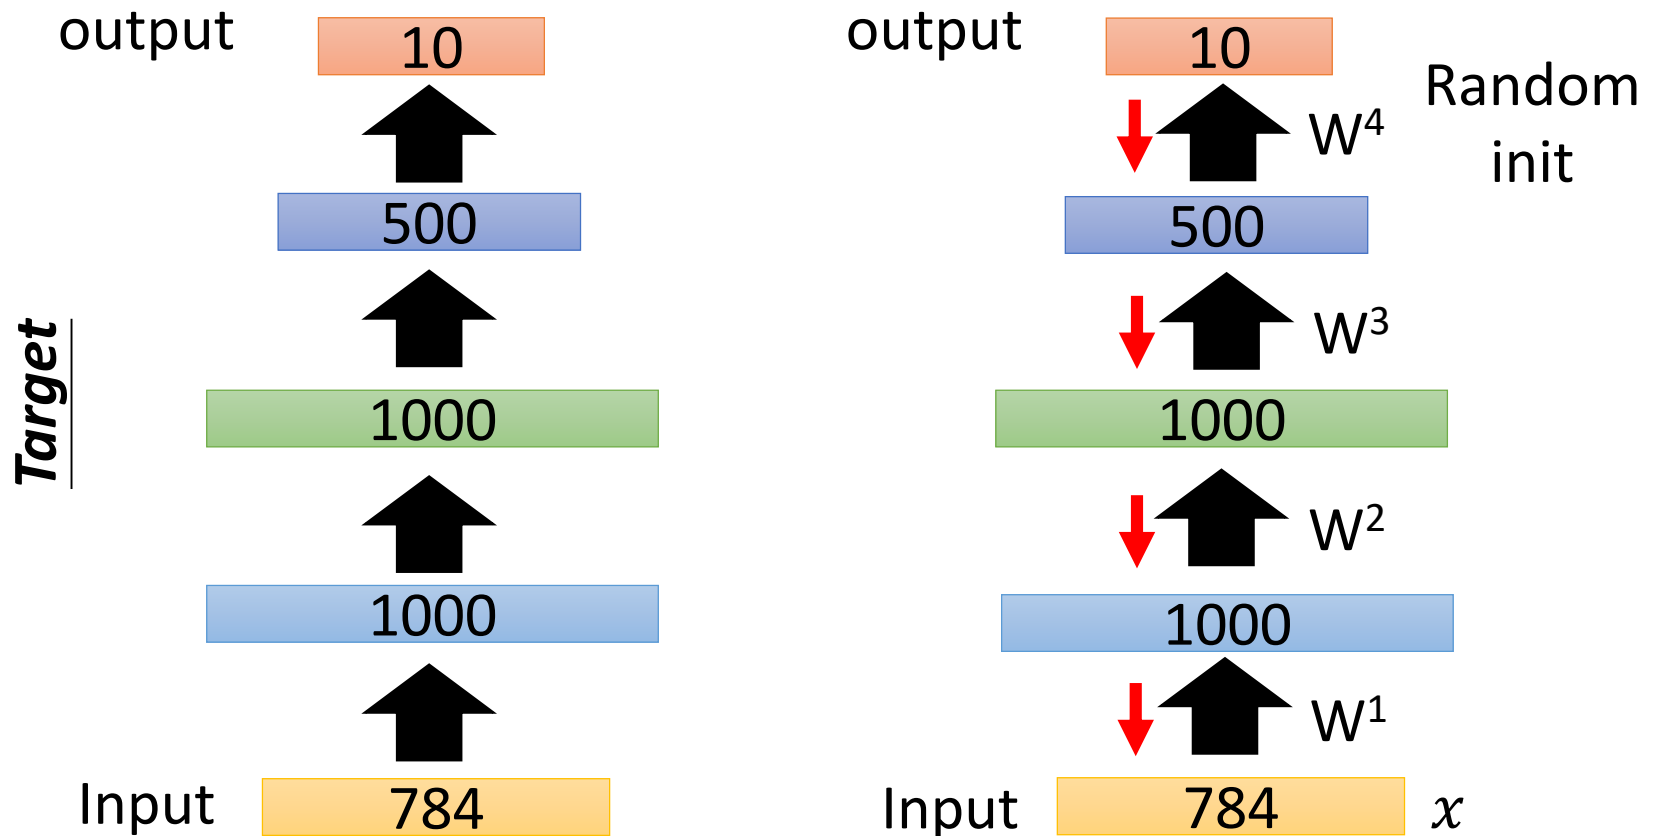 output
10
500
Target
1000
1000
Input
784
output
10
Random
init
W⁴
500
W³
1000
W²
1000
W¹
Input
784
x